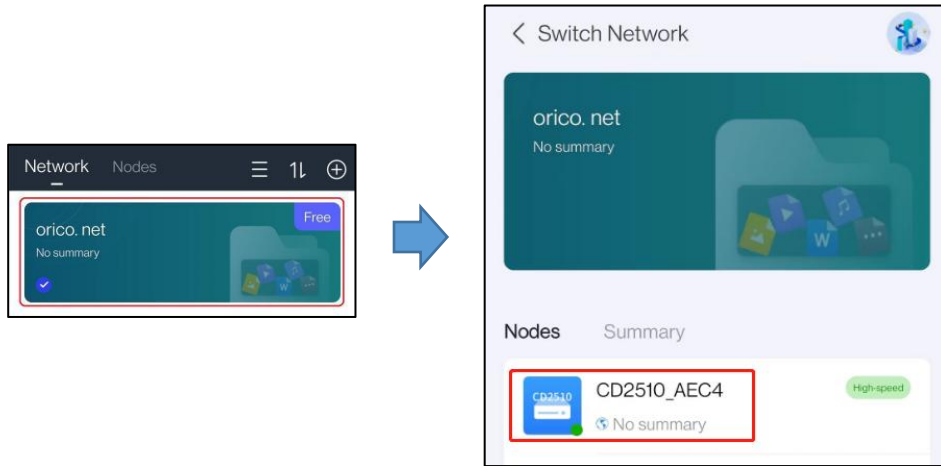 Network Nodes
Free
orico. net
No summary
W
Switch Network
orico. net
No summary
W
Nodes Summary
CD2510
CD2510_AEC4
High-speed
No summary